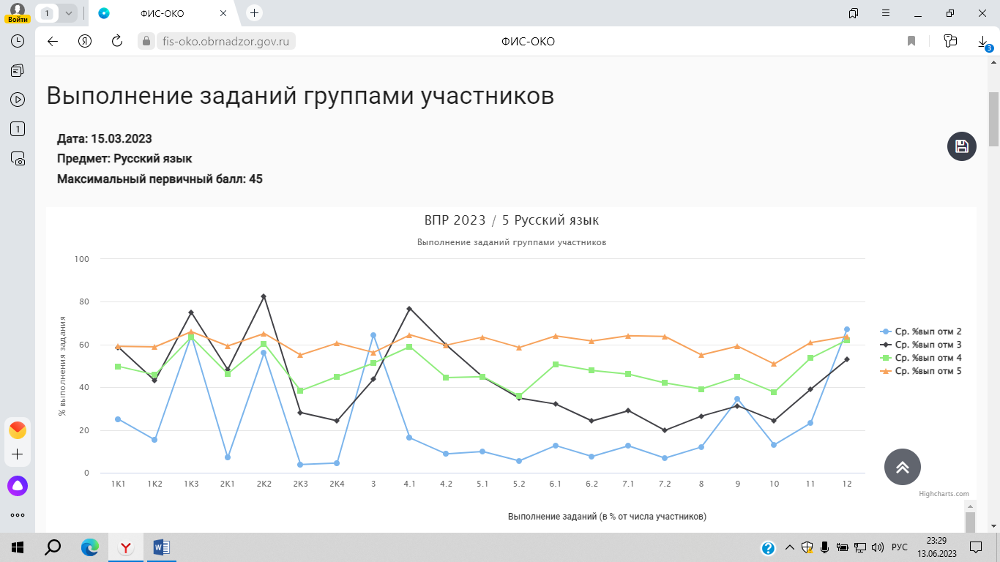 1
ФИС-ОКО
Войти
fis-oko.obrnadzor.gov.ru
ФИС-ОКО
3
1
Выполнение заданий группами участников
Дата: 15.03.2023
Предмет: Русский язык
Максимальный первичный балл: 45
ВПР 2023 / 5 Русский язык
Выполнение заданий группами участников
% выполнения задания
100
80
60
40
20
0
1K1 1K2 1K3 2K1 2K2 2K3 2K4 3 4.1 4.2 5.1 5.2 6.1 6.2 7.1 7.2 8 9 10 11 12
Ср. %вып отм 2
Ср. %вып отм 3
Ср. %вып отм 4
Ср. %вып отм 5
Highcharts.com
Выполнение заданий (в % от числа участников)
РУС
23:29
13.06.2023